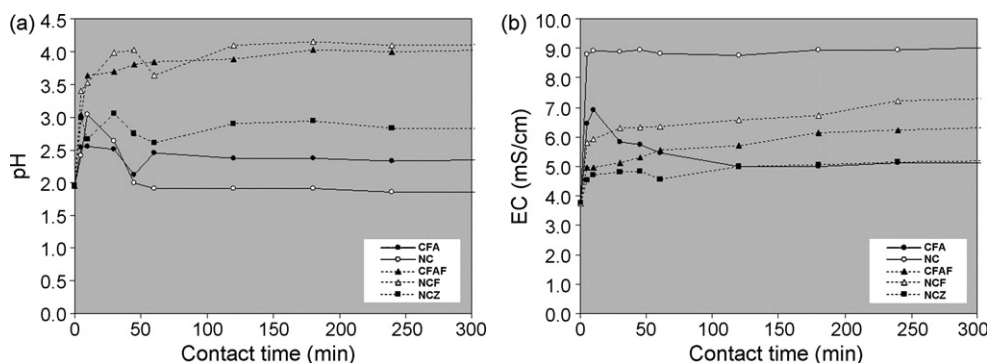 (a)
pH
4.5
4.0
3.5
3.0
2.5
2.0
1.5
1.0
0.5
0.0
0 50 100 150 200 250 300
Contact time (min)
CFA
NC
CFAF
NCF
NCZ
(b)
EC (mS/cm)
10.0
9.0
8.0
7.0
6.0
5.0
4.0
3.0
2.0
1.0
0.0
0 50 100 150 200 250 300
Contact time (min)
CFA
NC
CFAF
NCF
NCZ